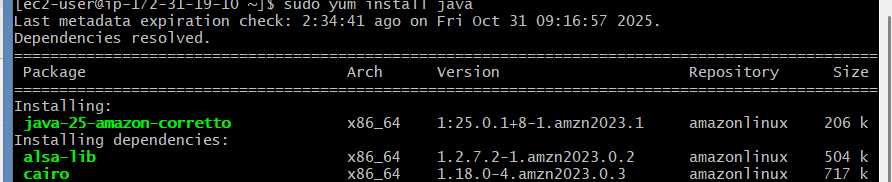 [ec2-user@ip-172-31-19-10 ~]$ sudo yum install java
Last metadata expiration check: 2:34:41 ago on Fri Oct 31 09:16:57 2025.
Dependencies resolved.
================================================================================
Package Arch Version Repository Size
================================================================================
Installing:
java-25-amazon-corretto x86_64 1:25.0.1+8-1.amzn2023.1 amazonlinux 206 k
Installing dependencies:
alsa-lib x86_64 1.2.7.2-1.amzn2023.0.2 amazonlinux 504 k
cairo x86_64 1.18.0-4.amzn2023.0.3 amazonlinux 717 k